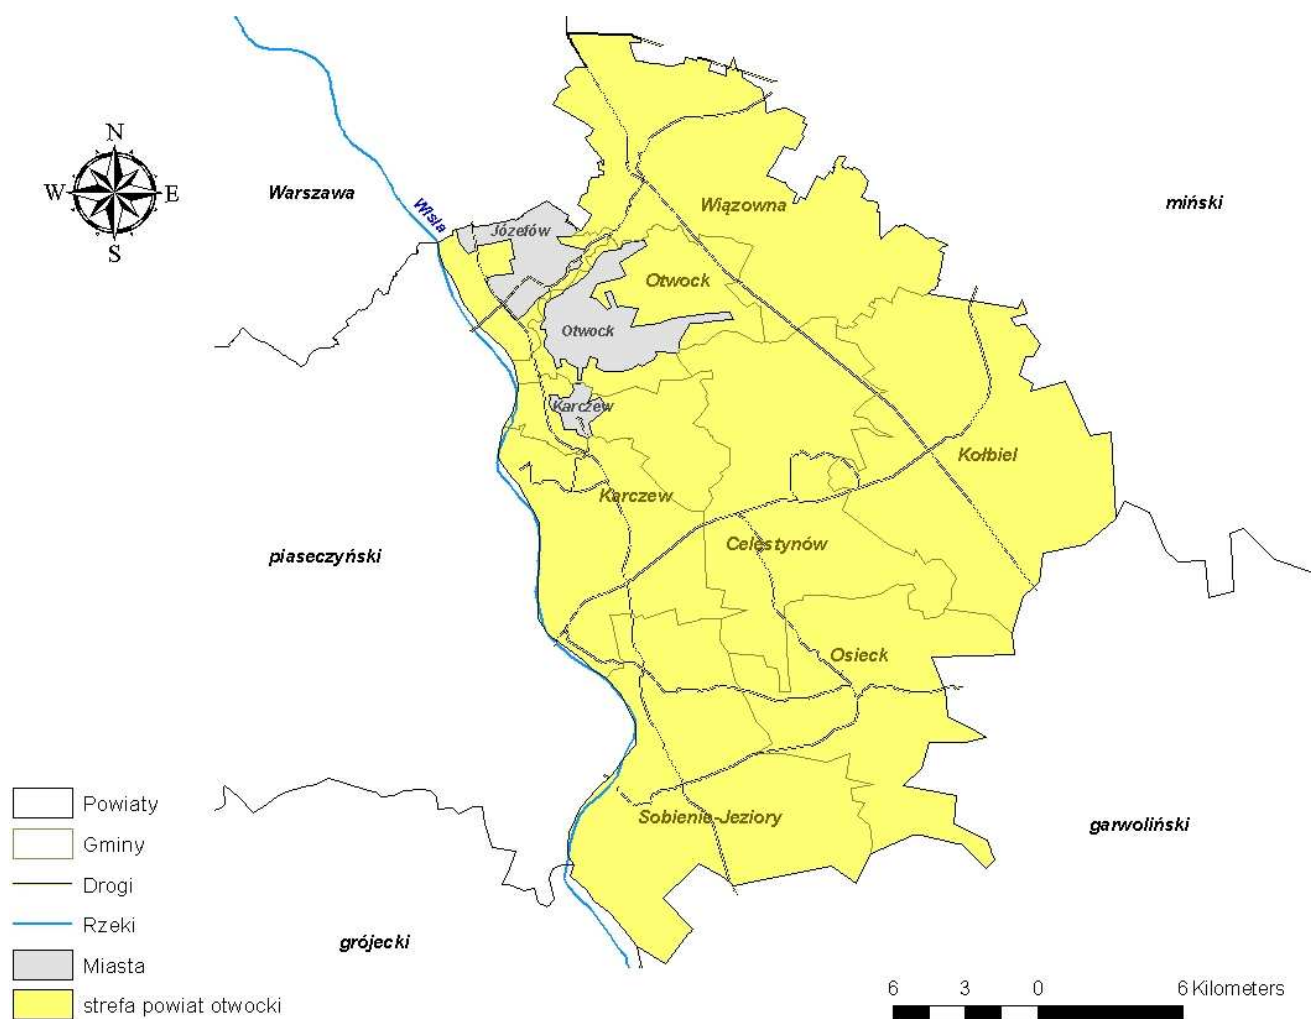 N
W
E
S
Warszawa
Wisła
Wiązowna
miński
Józefów
Otwock
Otwock
Karczew
Kołbiel
Karczew
Celestynów
piaseczyński
Osieck
Powiaty
Sobienie-Jeziory
garwoliński
Gminy
Drogi
Rzeki
grójecki
Miasta
6 3 0 6 Kilometers
strefa powiat otwocki